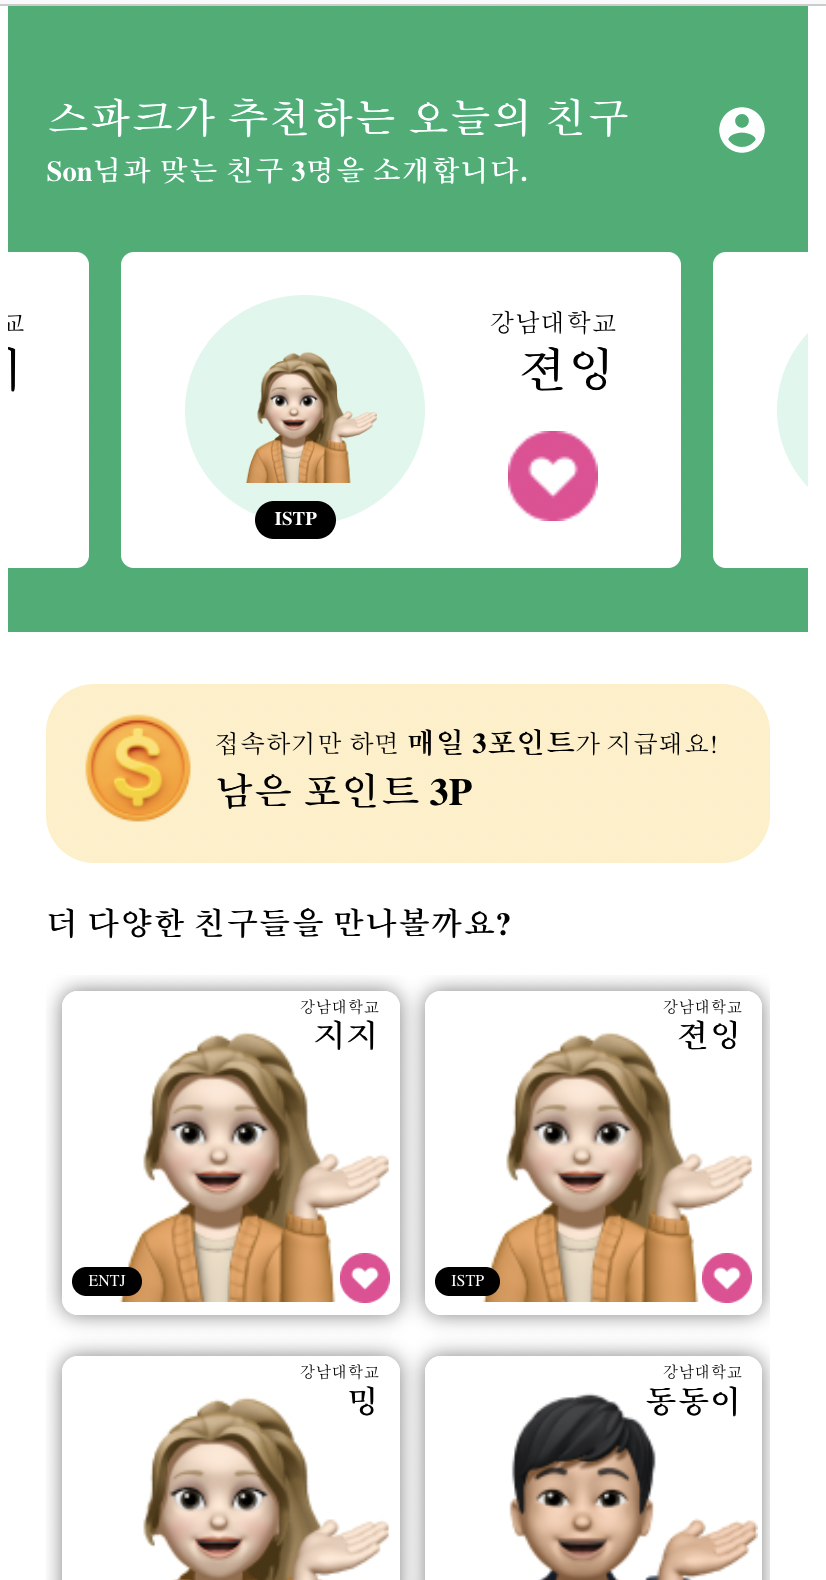 스파크가 추천하는 오늘의 친구
Son님과 맞는 친구 3명을 소개합니다.
강남대학교
젼잉
ISTP
접속하기만 하면 매일 3포인트가 지급돼요!
남은 포인트 3P
더 다양한 친구들을 만나볼까요?
강남대학교
지지
ENTJ
강남대학교
젼잉
ISTP
강남대학교
밍
강남대학교
동동이